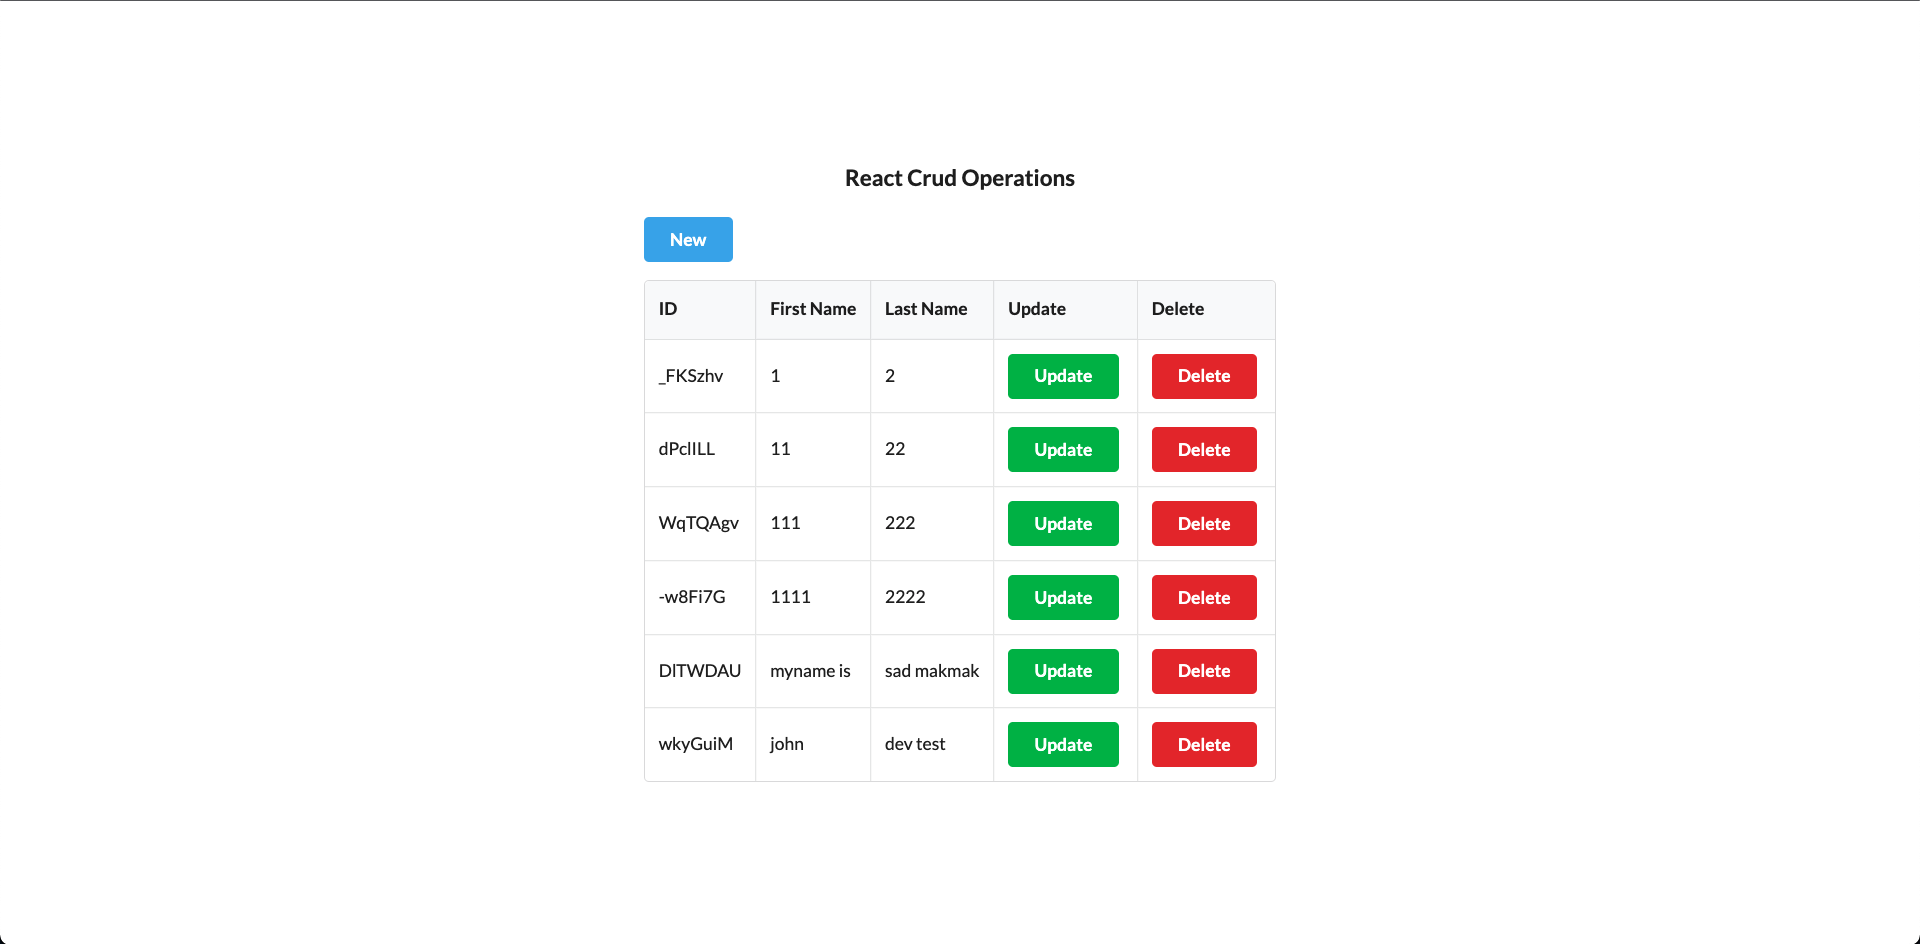 React Crud Operations
New
ID First Name Last Name Update Delete
_FKSzhv 1 2 Update Delete
dPclILL 11 22 Update Delete
WqTQAgv 111 222 Update Delete
-w8Fi7G 1111 2222 Update Delete
DlTWDAU myname is sad makmak Update Delete
wkyGuiM john dev test Update Delete